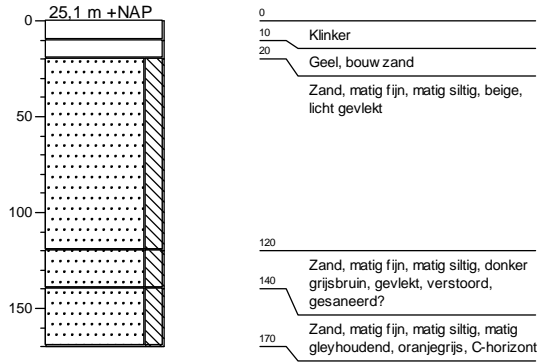 25,1 m +NAP
0
50
100
150
0
10
Klinker
20
Geel, bouw zand
Zand, matig fijn, matig siltig, beige,
licht gevlekt
120
Zand, matig fijn, matig siltig, donker
140
grijsbruin, gevlekt, verstoord,
gesaneerd?
Zand, matig fijn, matig siltig, matig
170
gleyhoudend, oranjegrijs, C-horizont